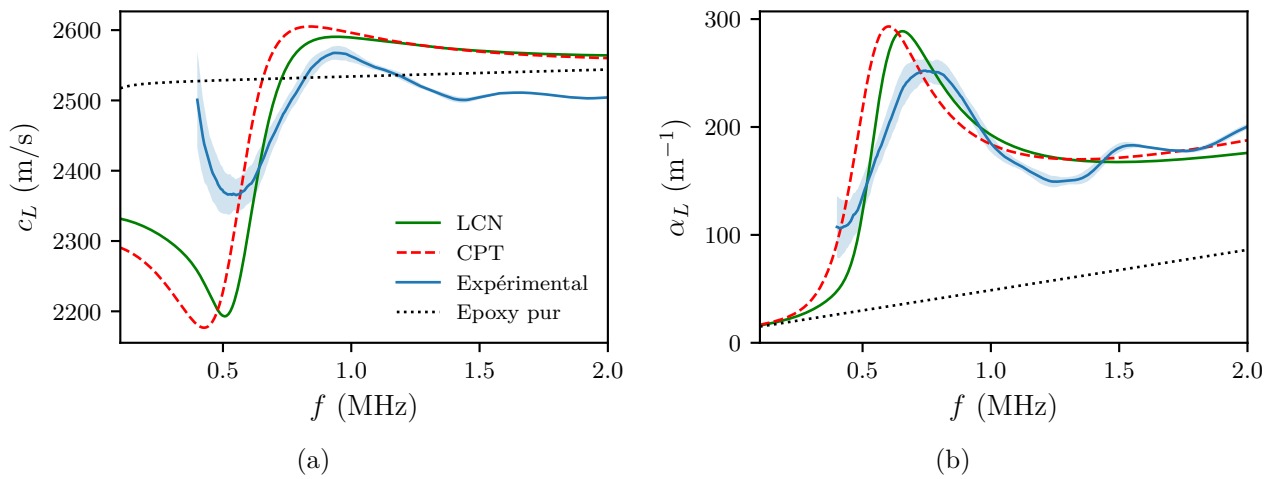 2600
2500
2400
2300
2200
c_L (m/s)
LCN
CPT
Expérimental
Epoxy pur
0.5
1.0
1.5
2.0
f (MHz)
(a)
300
200
100
0
α_L (m⁻¹)
0.5
1.0
1.5
2.0
f (MHz)
(b)